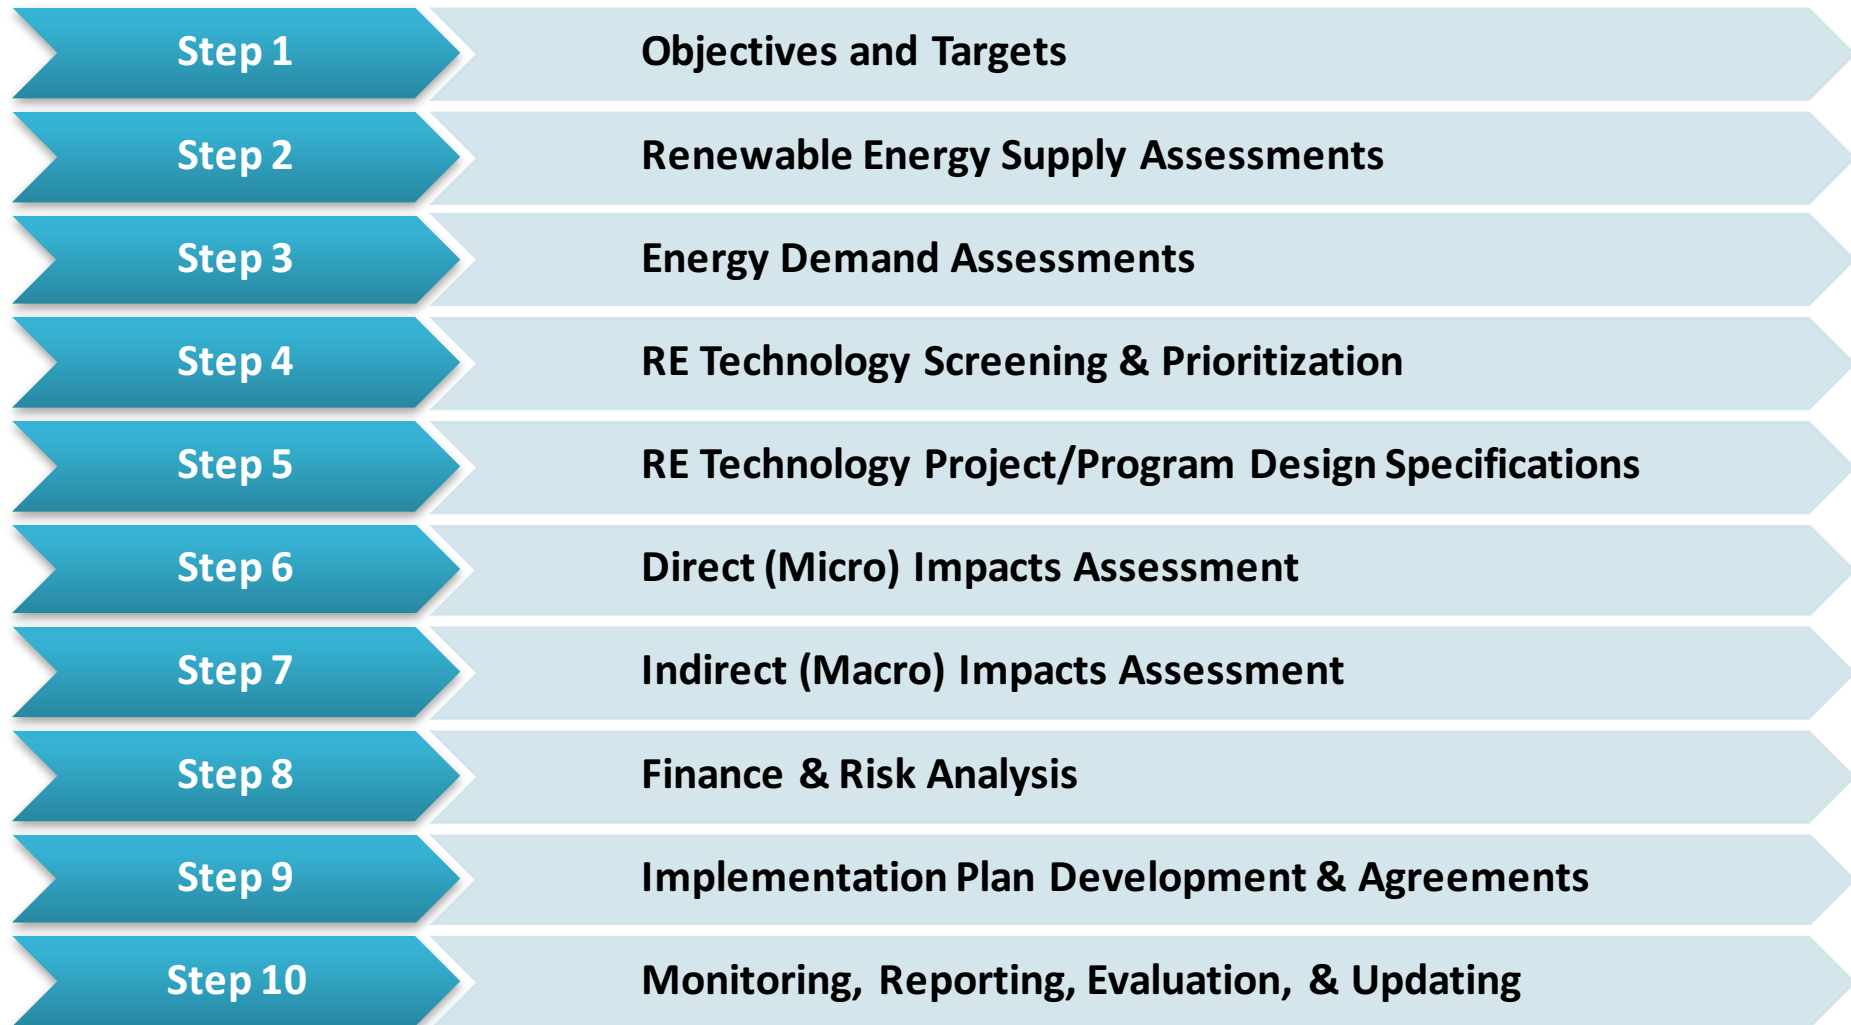 Step 1 Objectives and Targets
Step 2 Renewable Energy Supply Assessments
Step 3 Energy Demand Assessments
Step 4 RE Technology Screening & Prioritization
Step 5 RE Technology Project/Program Design Specifications
Step 6 Direct (Micro) Impacts Assessment
Step 7 Indirect (Macro) Impacts Assessment
Step 8 Finance & Risk Analysis
Step 9 Implementation Plan Development & Agreements
Step 10 Monitoring, Reporting, Evaluation, & Updating